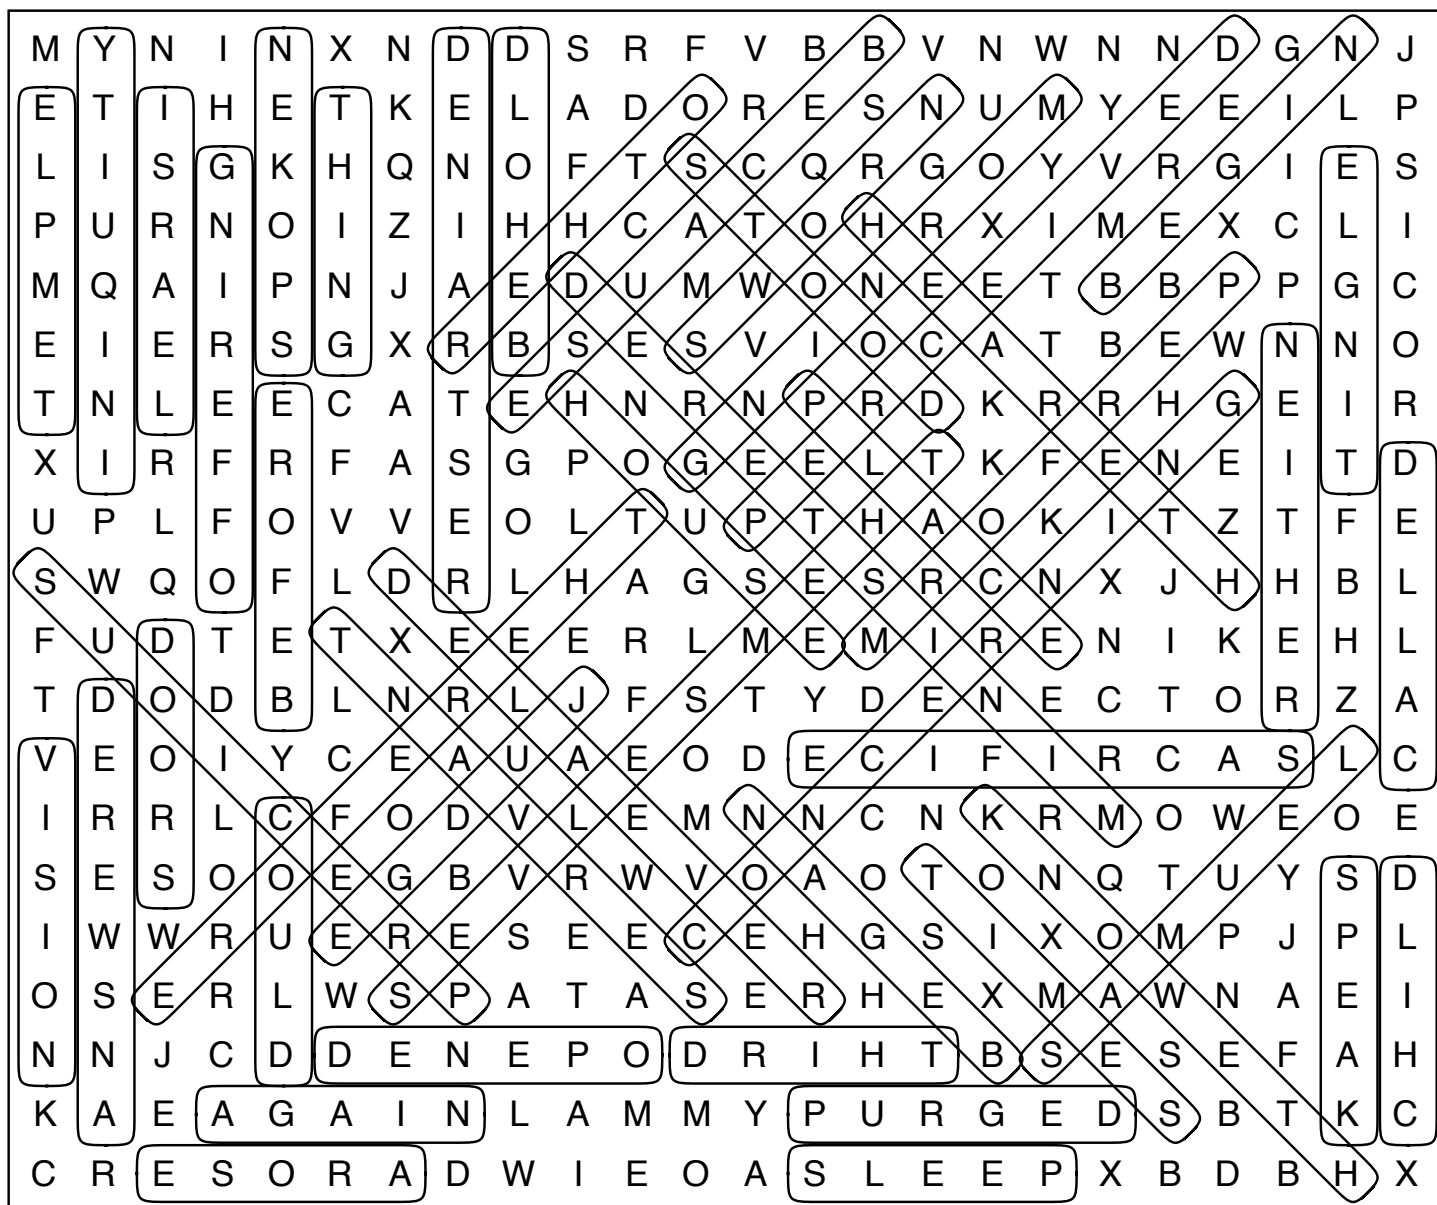 M Y N I N X N D D S R F V B B V N W N N D G N J
E T I H E T K E L A D O R E S N U M Y E E I L P
L I S G K H Q N O F T S C Q R G O Y V R G I E S
P U R N O I Z I H H C A T O H R X I M E X C L I
M Q A I P N J A E D U M W O N E E T B B P P G C
E I E R S G X R B S E S V I O C A T B E W N N O
T N L E E C A T E H N R N P R D K R R H G E I R
X I R F R F A S G P O G E E L T K F E N E I T D
U P L F O V V E O L T U P T H A O K I T Z T F E
S W Q O F L D R L H A G S E S R C N X J H H B L
F U D T E T X E E E R L M E M I R E N I K E H L
T D O D B L N R L J F S T Y D E N E C T O R Z A
V E O I Y C E A U A E O D E C I F I R C A S L C
I R R L C F O D V L E M N N C N K R M O W E O E
S E S O O E G B V R W V O A O T O N Q T U Y S D
I W W R U E R E S E E C E H G S I X O M P J P L
O S E R L W S P A T A S E R H E X M A W N A E I
N N J C D D E N E P O D R I H T B S E S E F A H
K A E A G A I N L A M M Y P U R G E D S B T K C
C R E S O R A D W I E O A S L E E P X B D B H X